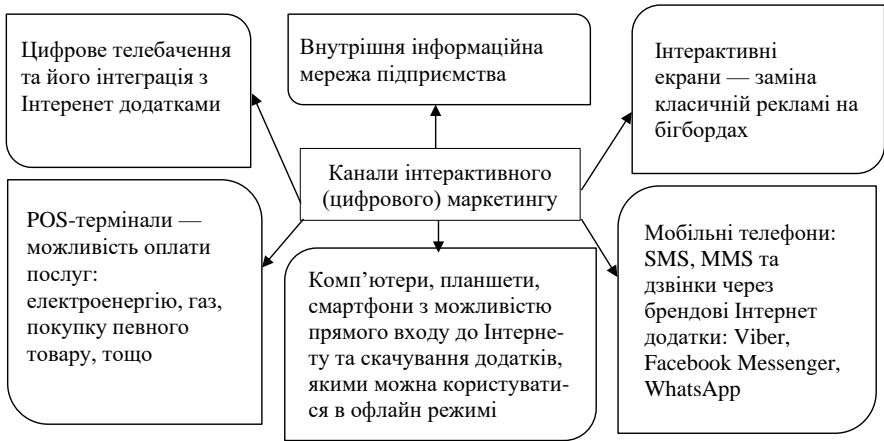 Цифрове телебачення
та його інтеграція з
Інтеренет додатками
Внутрішня інформаційна
мережа підприємства
Інтерактивні
екрани — заміна
класичній рекламі на
бігбордах
Канали інтерактивного
(цифрового) маркетингу
POS-термінали —
можливість оплати
послуг:
електроенергію, газ,
покупку певного
товару, тощо
Комп’ютери, планшети,
смартфони з можливістю
прямого входу до Інтерне-
ту та скачування додатків,
якими можна користувати-
ся в офлайн режимі
Мобільні телефони:
SMS, MMS та
дзвінки через
брендові Інтернет
додатки: Viber,
Facebook Messenger,
WhatsApp